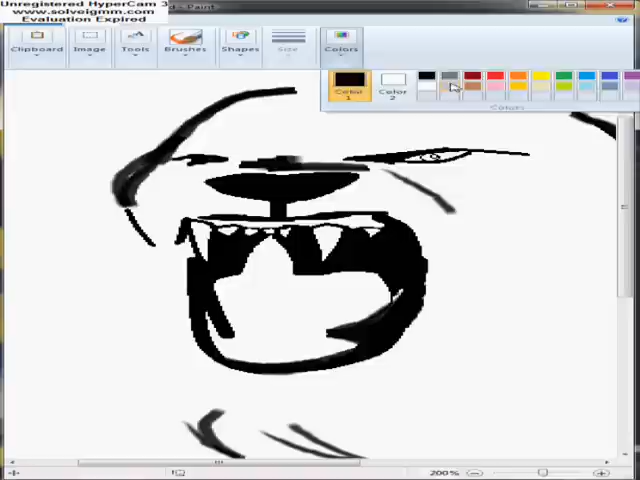 Unregistered HyperCam 3
www.solveigmm.com
Evaluation Expired
- Paint
Clipboard
Image
Tools
Brushes
Shapes
Size
Colors
Color 1
Color 2
Colors
200%